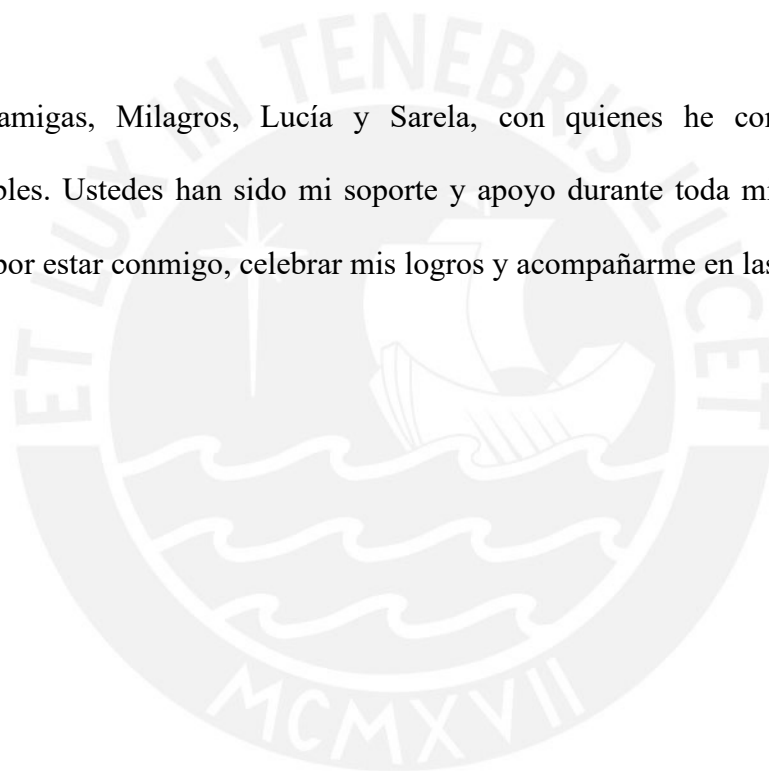 amigas, Milagros, Lucía y Sarela, con quienes he
bles. Ustedes han sido mi soporte y apoyo durante toda
por estar conmigo, celebrar mis logros y acompañarme en las
ET LUX IN TENEBRIS LUCET
MCMXVII